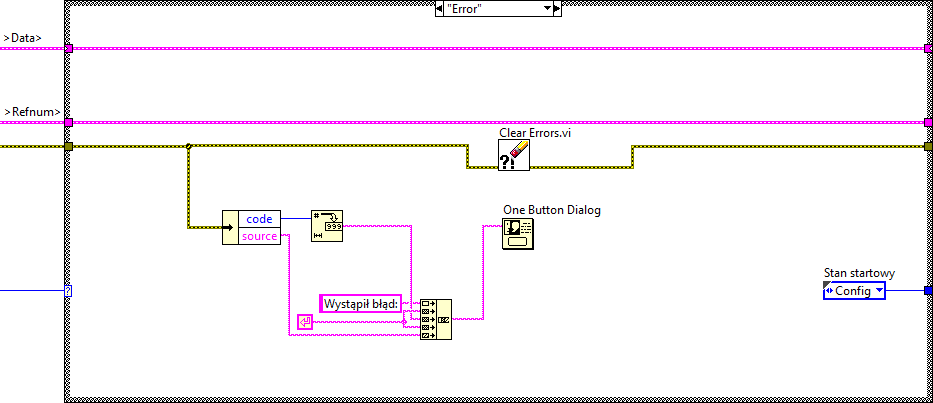 "Error"
>Data>
>Refnum>
Clear Errors.vi
?!
code
source
#
999
One Button Dialog
Wystąpił błąd:
?
Stan startowy
Config